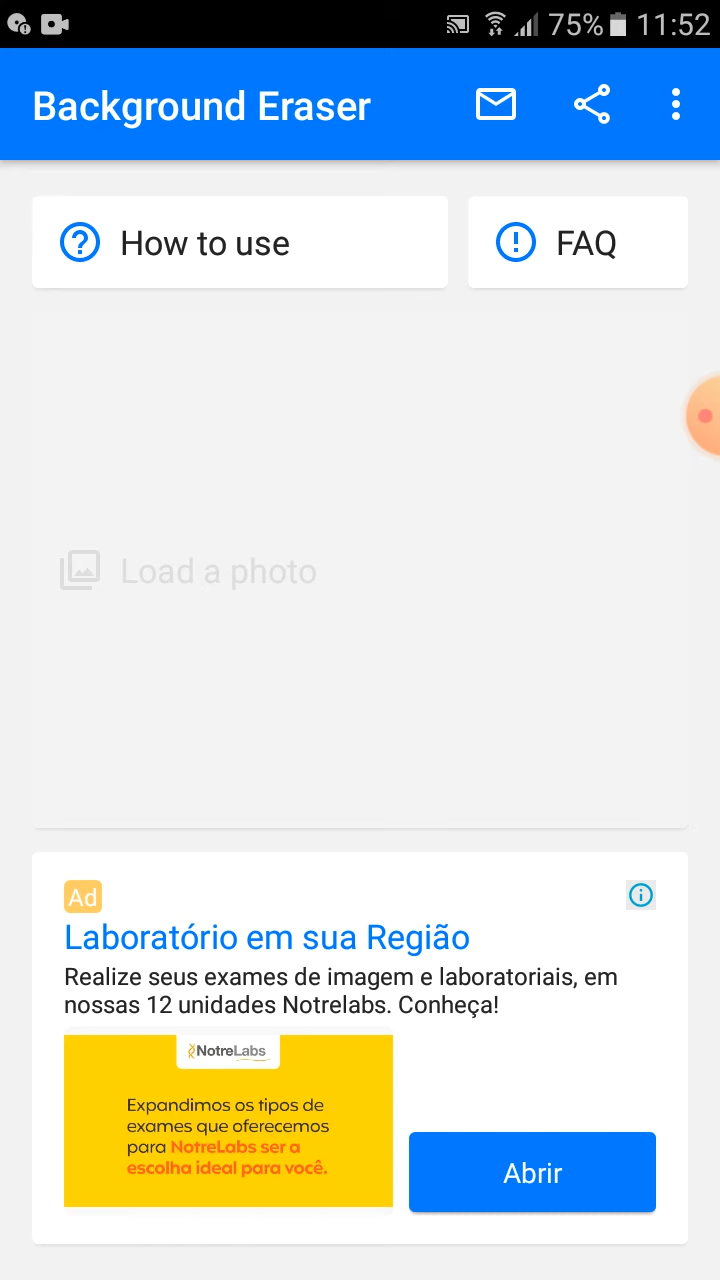 75% 11:52
Background Eraser
How to use
FAQ
Load a photo
Ad
Laboratório em sua Região
Realize seus exames de imagem e laboratoriais, em
nossas 12 unidades Notrelabs. Conheça!
NotreLabs
Expandimos os tipos de
exames que oferecemos
para NotreLabs ser a
escolha ideal para você.
Abrir